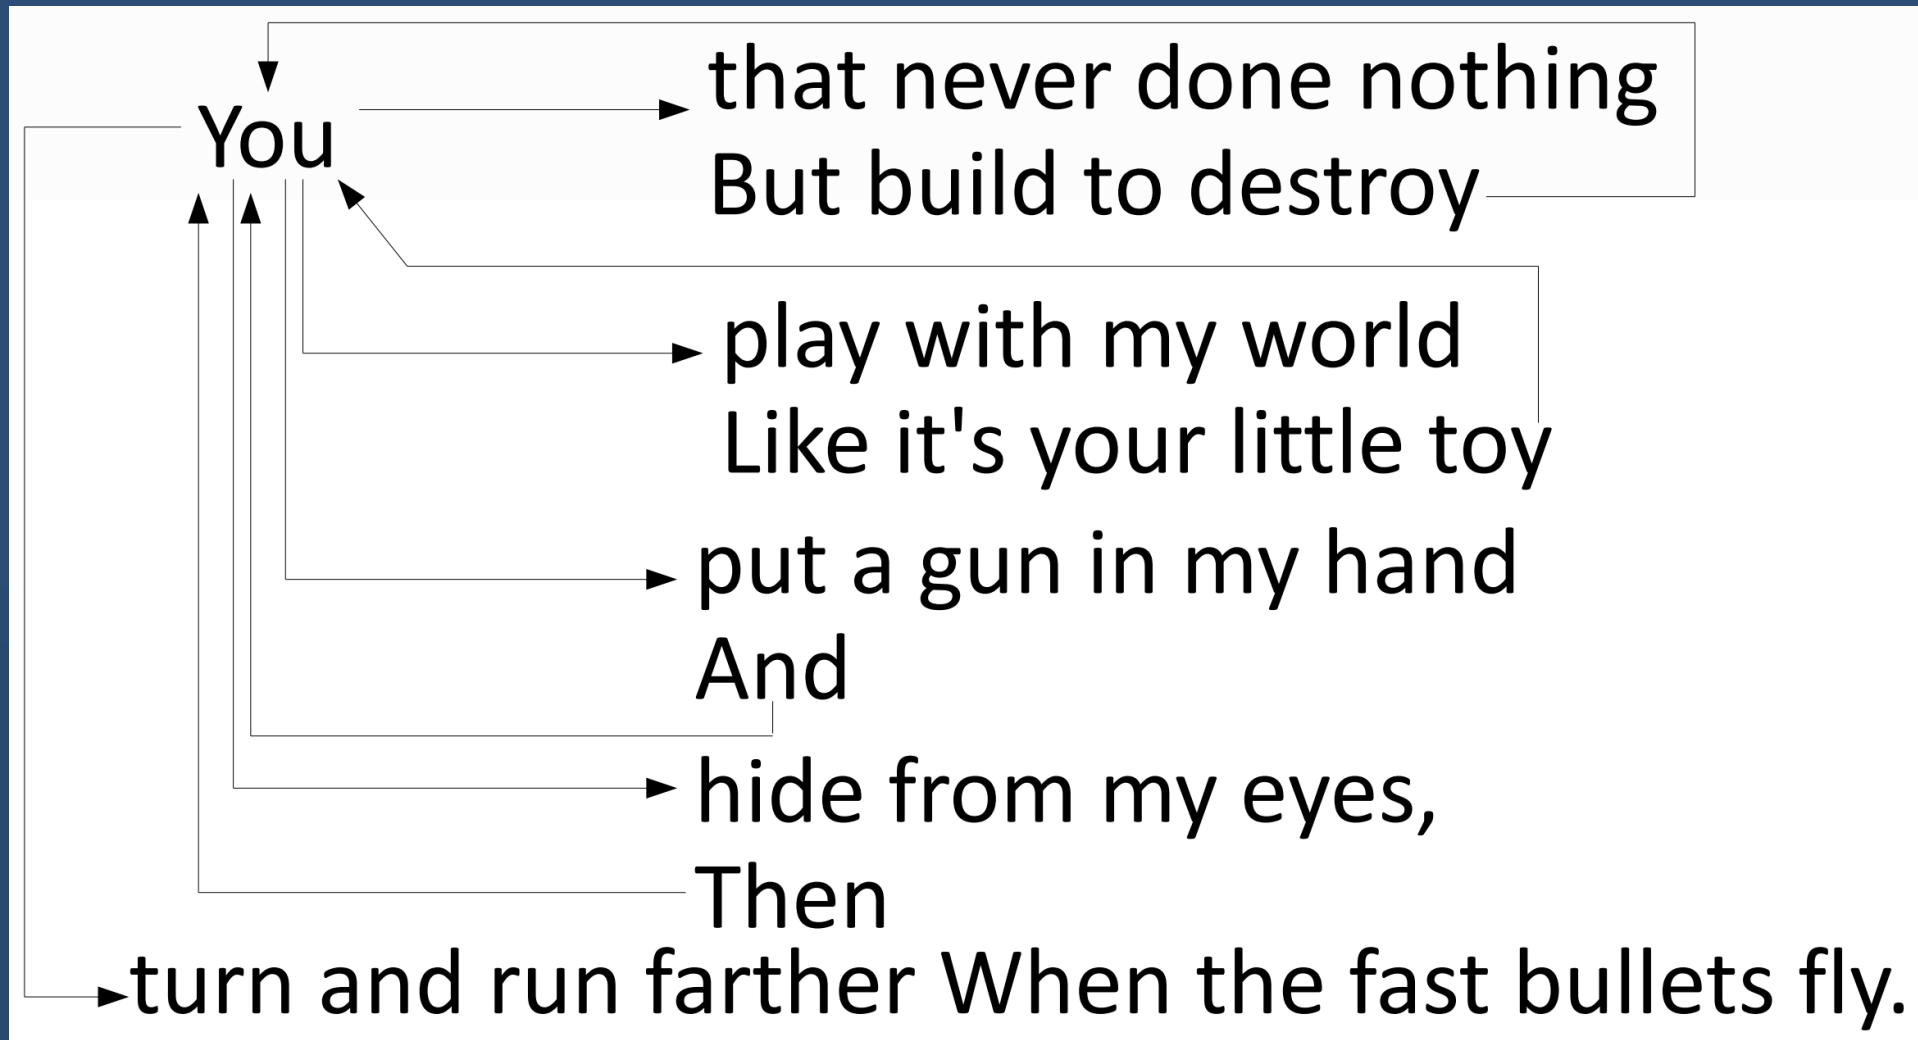 You
that never done nothing
But build to destroy
play with my world
Like it's your little toy
put a gun in my hand
And
hide from my eyes,
Then
turn and run farther When the fast bullets fly.